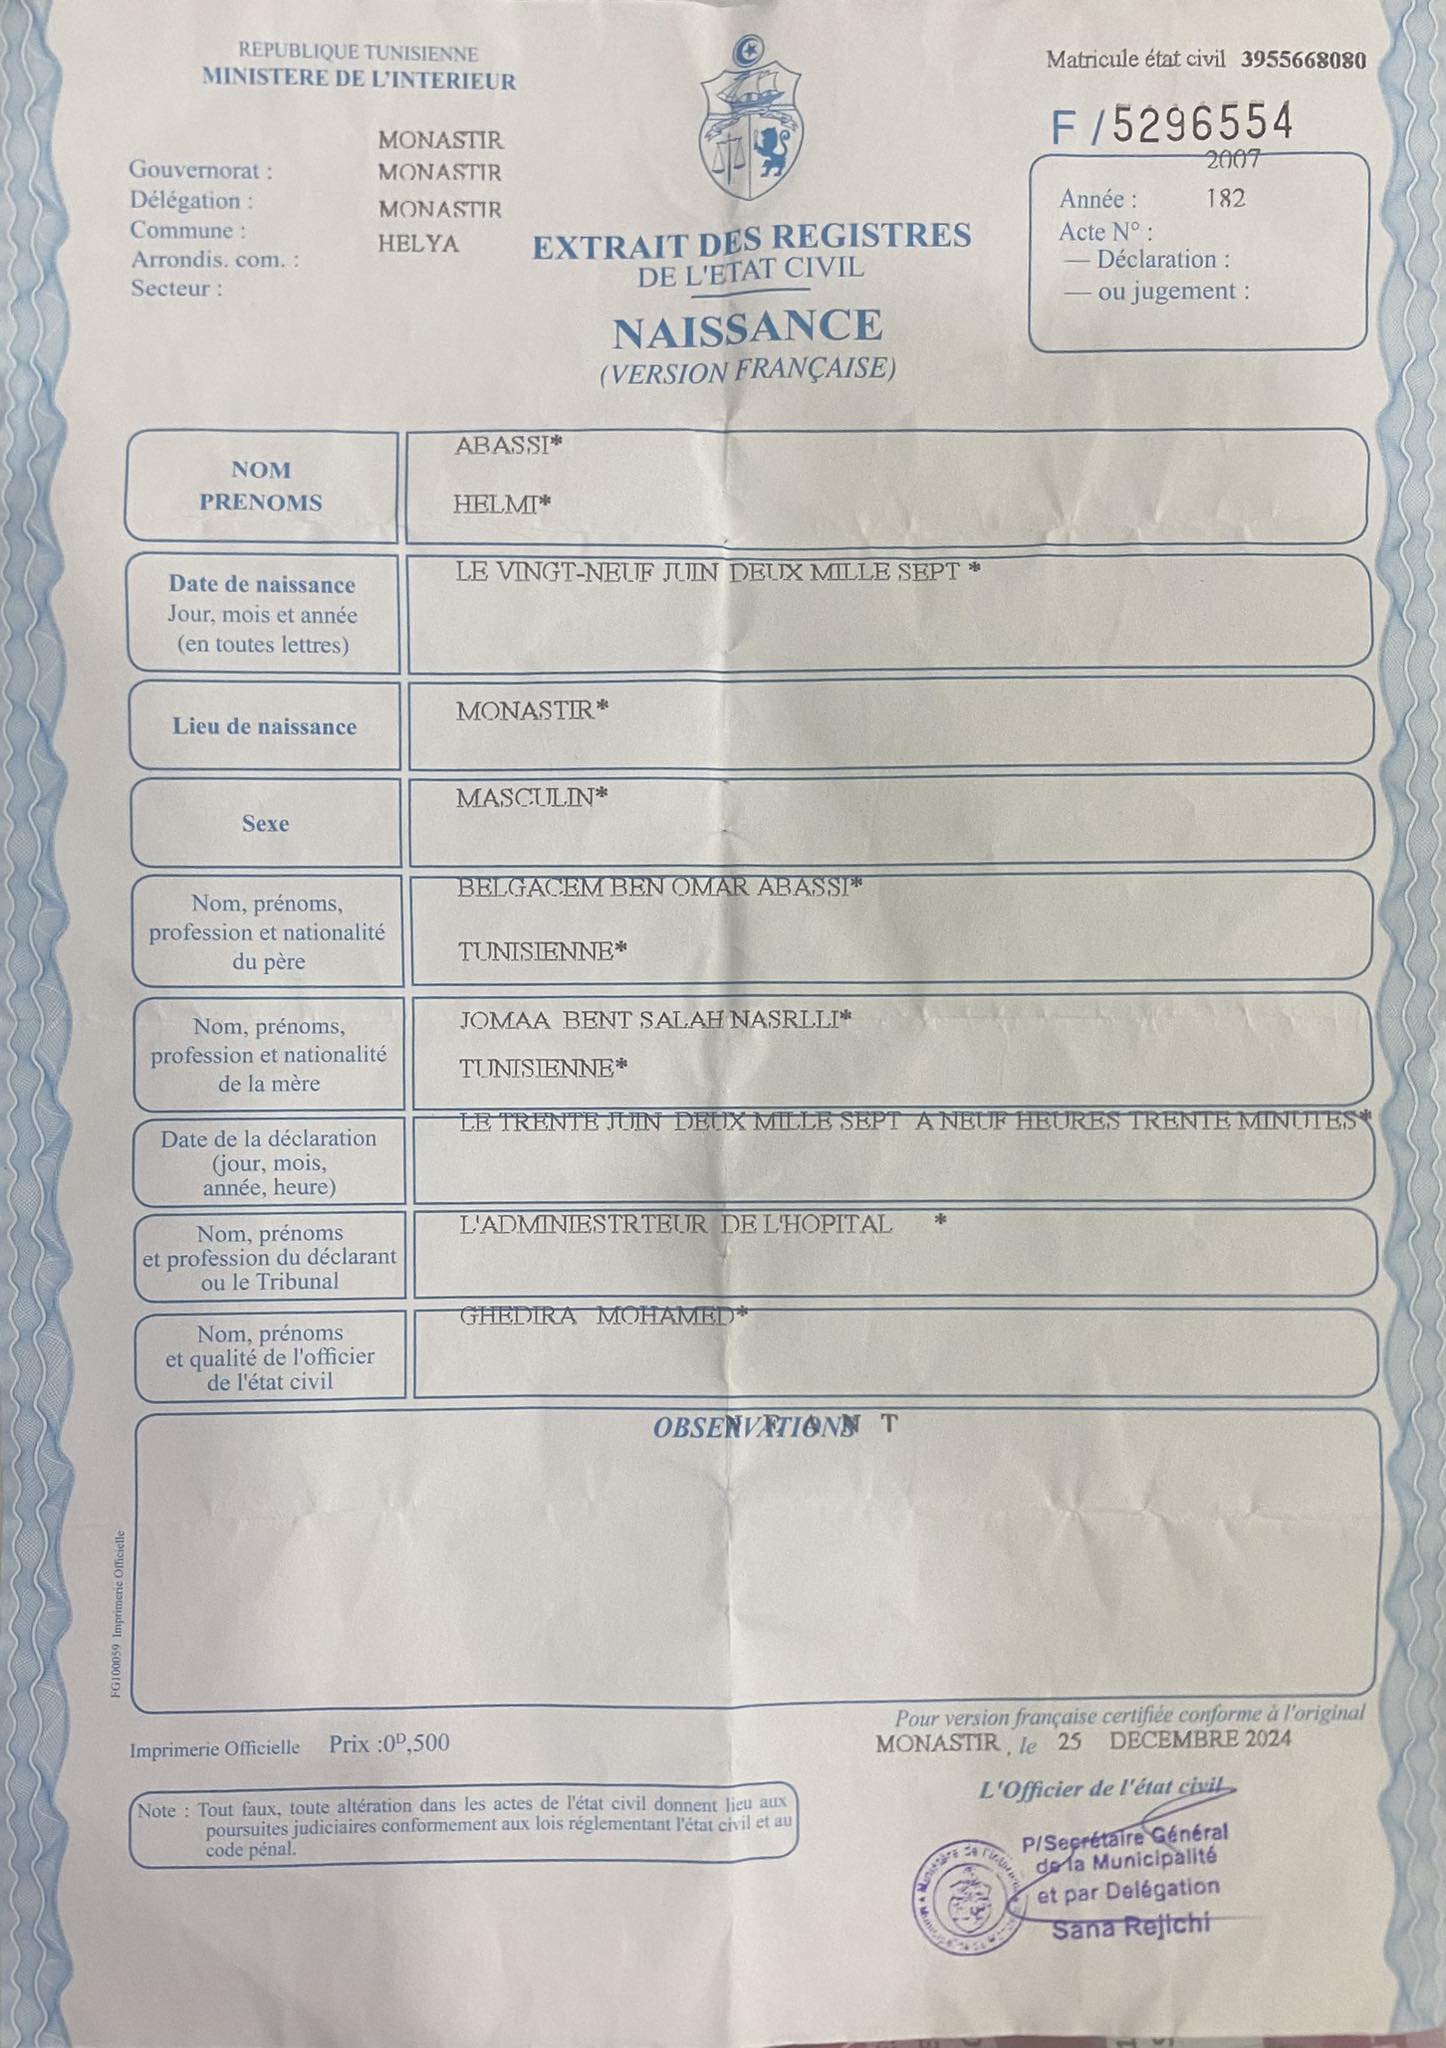 REPUBLIQUE TUNISIENNE
MINISTERE DE L'INTERIEUR
Matricule état civil 3955668080
F / 5296554
MONASTIR
Gouvernorat : MONASTIR
Délégation : MONASTIR
Commune : HELYA
Arrondis. com. :
Secteur :
2007
Année : 182
Acte N° :
— Déclaration :
— ou jugement :
EXTRAIT DES REGISTRES
DE L'ETAT CIVIL
NAISSANCE
(VERSION FRANÇAISE)
NOM
PRENOMS
ABASSI*
HELMI*
Date de naissance
Jour, mois et année
(en toutes lettres)
LE VINGT-NEUF JUIN DEUX MILLE SEPT *
Lieu de naissance
MONASTIR*
Sexe
MASCULIN*
Nom, prénoms,
profession et nationalité
du père
BELGACEM BEN OMAR ABASSI*
TUNISIENNE*
Nom, prénoms,
profession et nationalité
de la mère
JOMAA BENT SALAH NASRLLI*
TUNISIENNE*
Date de la déclaration
(jour, mois,
année, heure)
LE TRENTE JUIN DEUX MILLE SEPT A NEUF HEURES TRENTE MINUTES*
Nom, prénoms
et profession du déclarant
ou le Tribunal
L'ADMINIESTRTEUR DE L'HOPITAL *
Nom, prénoms
et qualité de l'officier
de l'état civil
GHEDIRA MOHAMED*
OBSERVATIONS
N E A N T
FG100059 Imprimerie Officielle
Pour version française certifiée conforme à l'original
MONASTIR, le 25 DECEMBRE 2024
Imprimerie Officielle Prix :0ᴰ,500
L'Officier de l'état civil
Note : Tout faux, toute altération dans les actes de l'état civil donnent lieu aux
poursuites judiciaires conformement aux lois réglementant l'état civil et au
code pénal.
P/Secrétaire Général
de la Municipalité
et par Delégation
Sana Rejichi